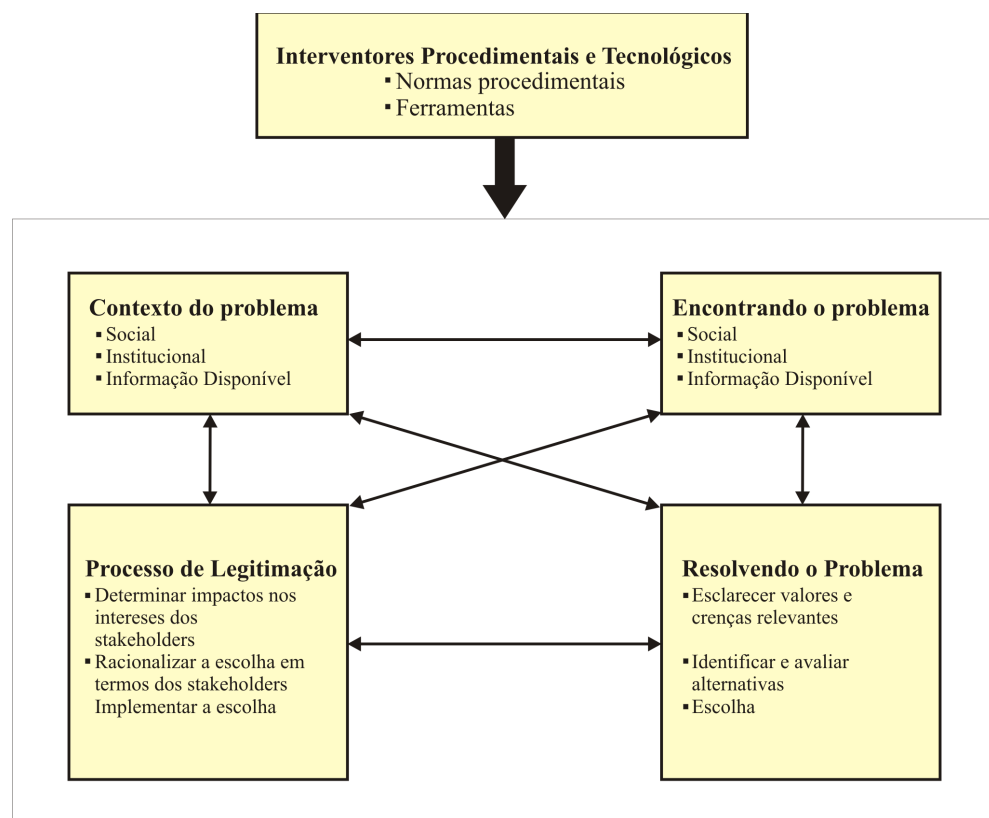 Interventores Procedimentais e Tecnológicos
▪ Normas procedimentais
▪ Ferramentas
Contexto do problema
▪ Social
▪ Institucional
▪ Informação Disponível
Encontrando o problema
▪ Social
▪ Institucional
▪ Informação Disponível
Processo de Legitimação
▪ Determinar impactos nos
intereses dos
stakeholders
▪ Racionalizar a escolha em
termos dos stakeholders
Implementar a escolha
Resolvendo o Problema
▪ Esclarecer valores e
crenças relevantes
▪ Identificar e avaliar
alternativas
▪ Escolha